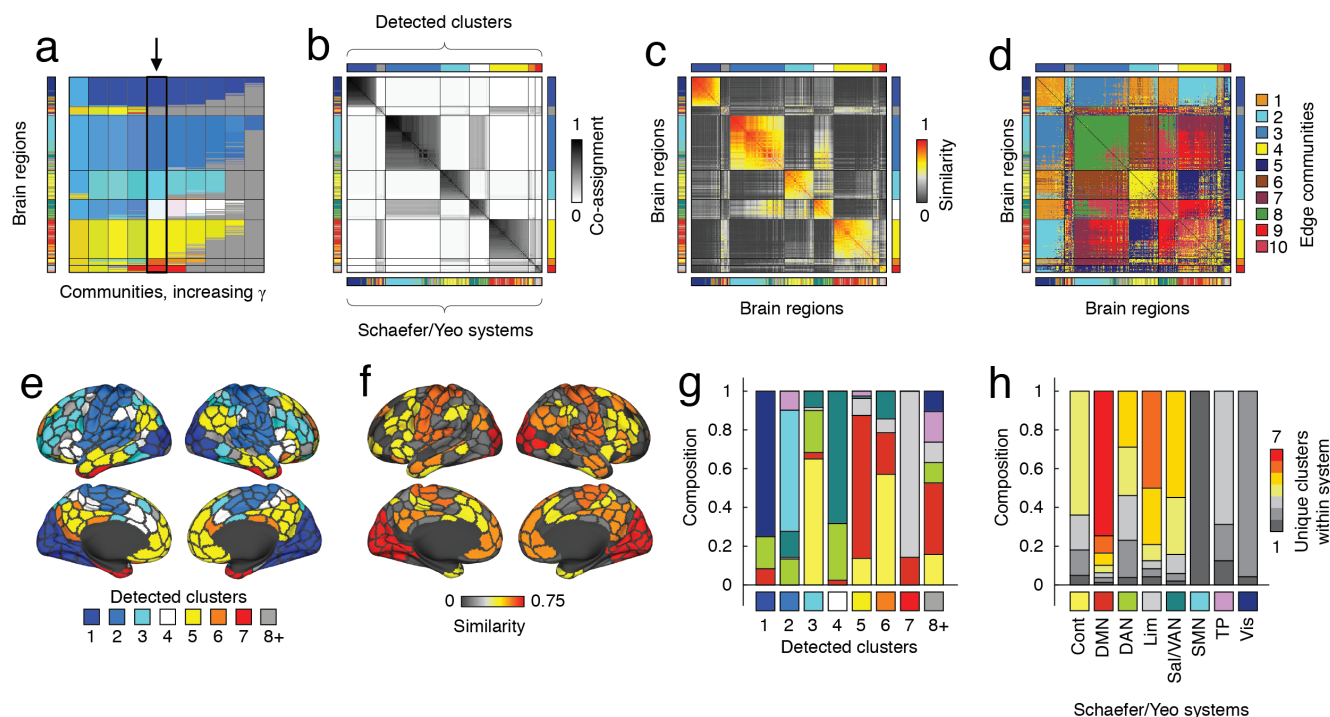 a
Brain regions
Communities, increasing γ
b
Detected clusters
1
0
Co-assignment
Schaefer/Yeo systems
c
Brain regions
1
0
Similarity
Brain regions
d
Brain regions
1
2
3
4
5
6
7
8
9
10
Edge communities
Brain regions
e
Detected clusters
1 2 3 4 5 6 7 8+
f
0 0.75
Similarity
g
Composition
1
0.8
0.6
0.4
0.2
0
1 2 3 4 5 6 7 8+
Detected clusters
h
Composition
1
0.8
0.6
0.4
0.2
0
7
1
Unique clusters
within system
Cont
DMN
DAN
Lim
Sal/VAN
SMN
TP
Vis
Schaefer/Yeo systems